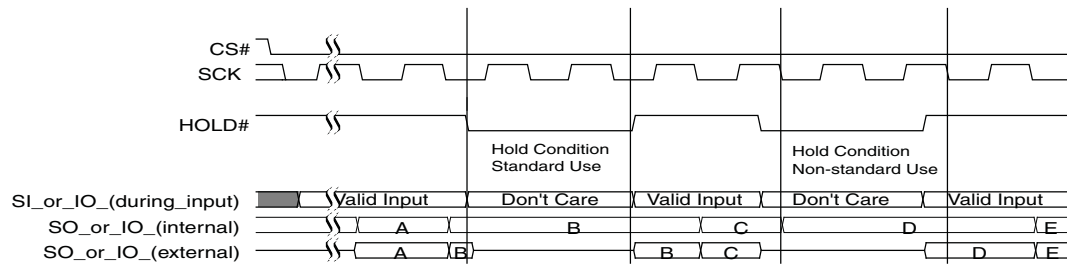 CS#
SCK
HOLD#
Hold Condition
Standard Use
Hold Condition
Non-standard Use
SI_or_IO_(during_input) Valid Input Don't Care Valid Input Don't Care Valid Input
SO_or_IO_(internal) A B C D E
SO_or_IO_(external) A B B C D E